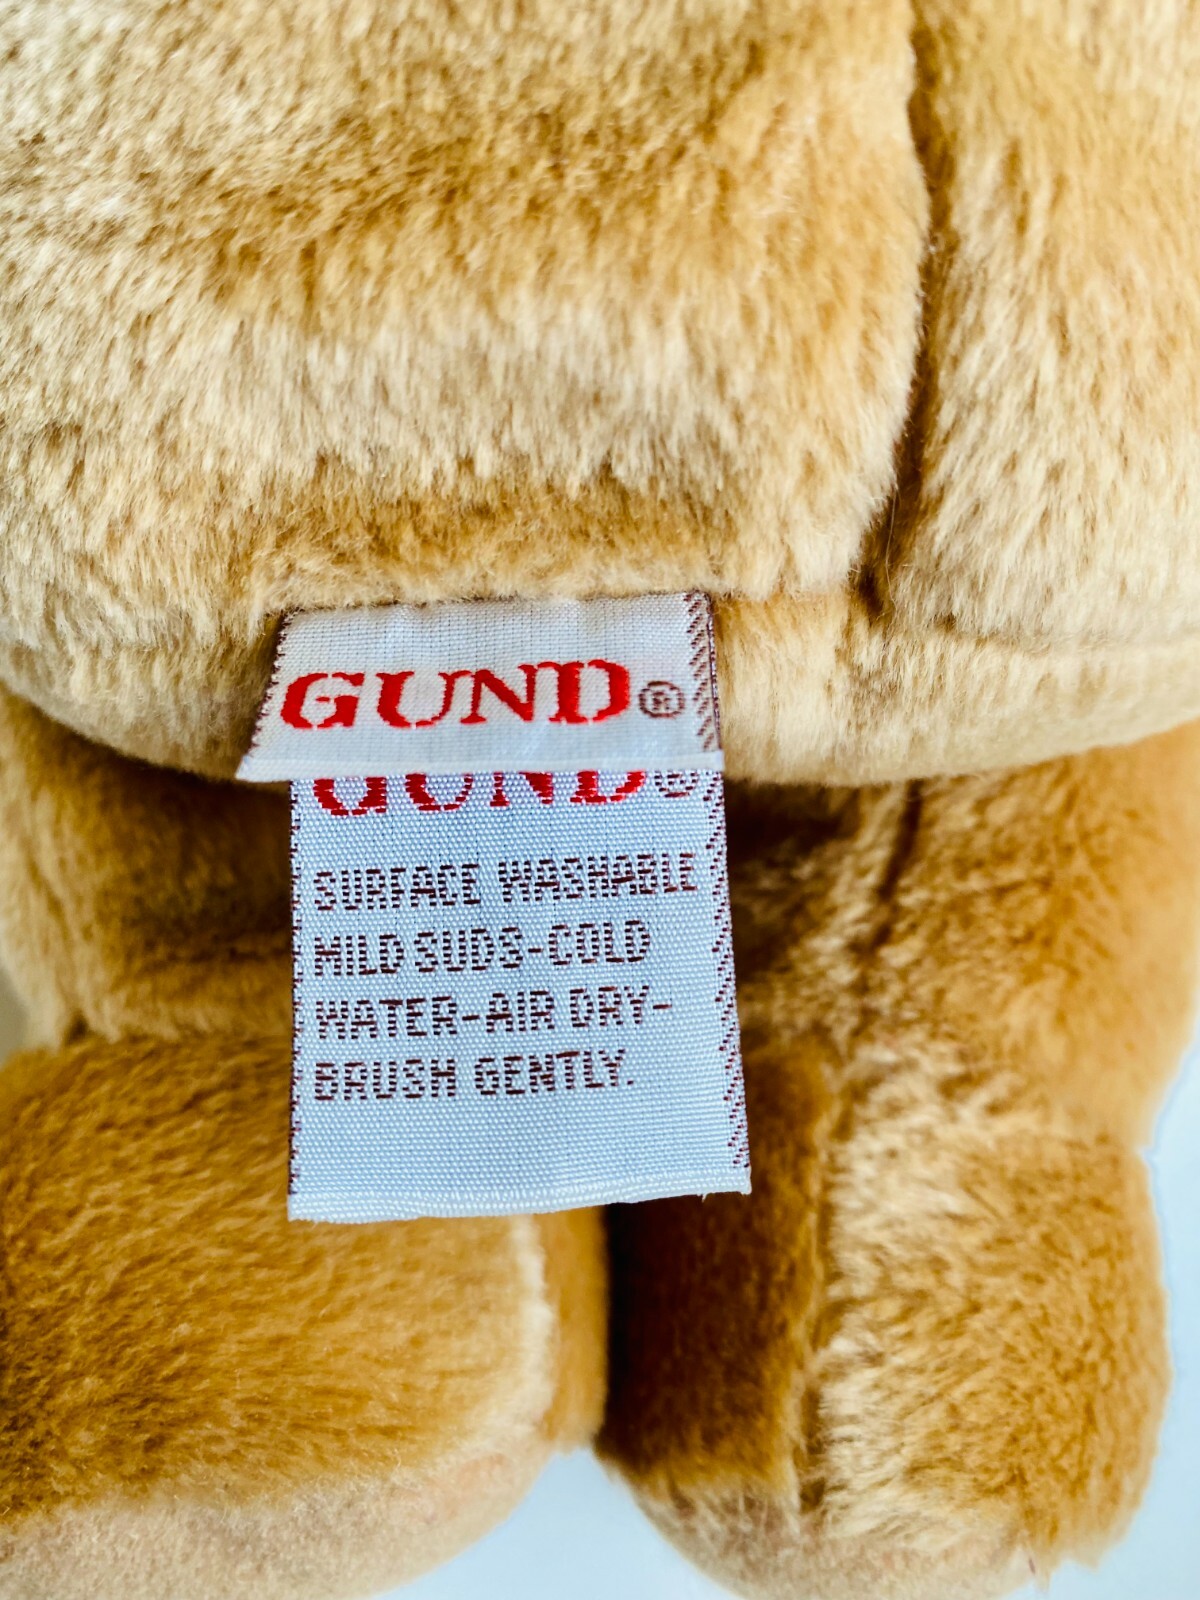 GUND®
GUND®
SURFACE WASHABLE
MILD SUDS-COLD
WATER-AIR DRY-
BRUSH GENTLY.